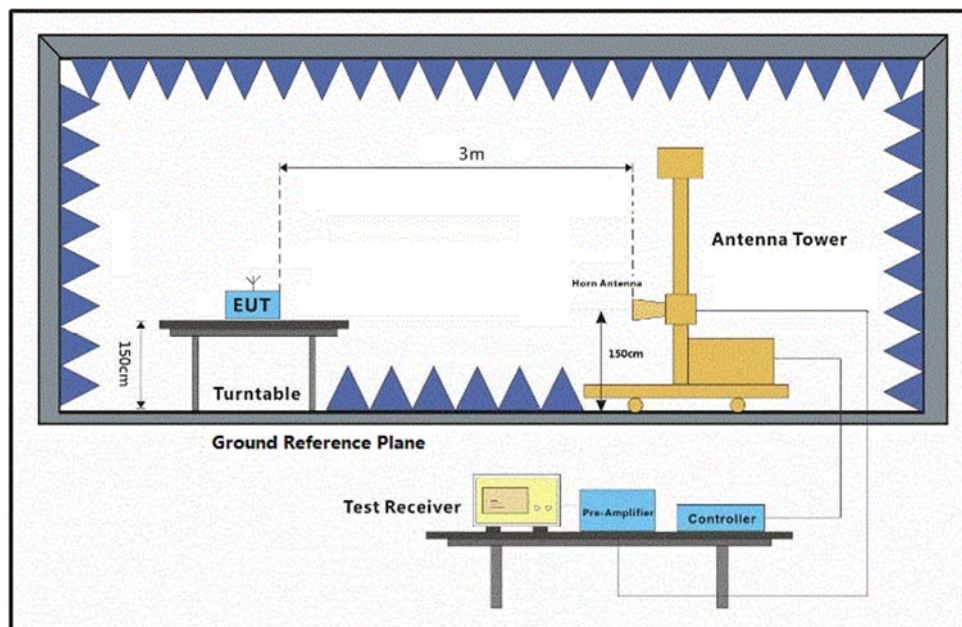 3m
Antenna Tower
Horn Antenna
EUT
150cm
150cm
Turntable
Ground Reference Plane
Test Receiver
Pre-Amplifier
Controller